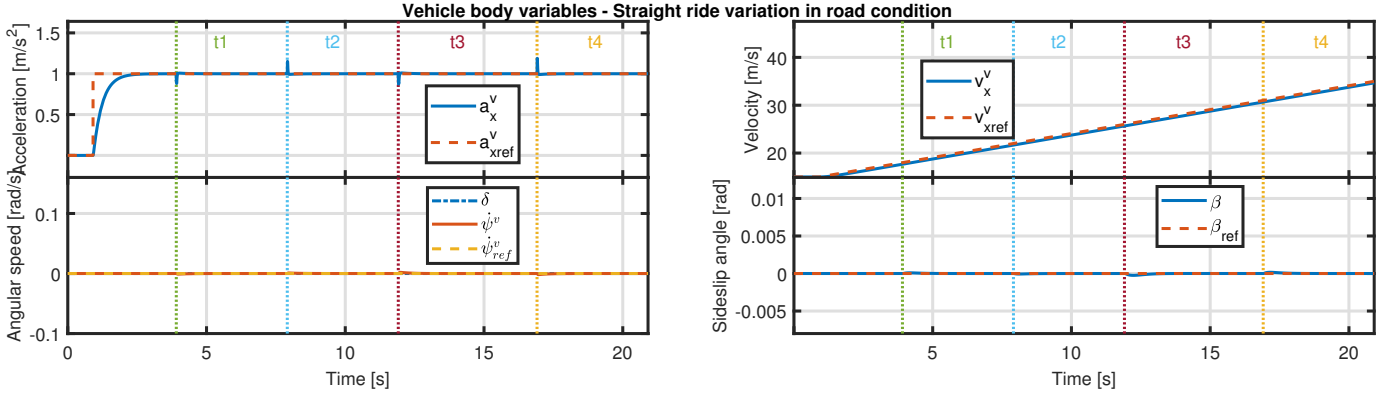 Vehicle body variables - Straight ride variation in road condition
Acceleration [m/s²]
1.5
1
0.5
t1
t2
t3
t4
a_x^v
a_xref^v
Angular speed [rad/s]
0.1
0
-0.1
δ
ψ̇^v
ψ̇_ref^v
0
5
10
15
20
Time [s]
Velocity [m/s]
40
30
20
t1
t2
t3
t4
v_x^v
v_xref^v
Sideslip angle [rad]
0.01
0.005
0
-0.005
β
β_ref
5
10
15
20
Time [s]